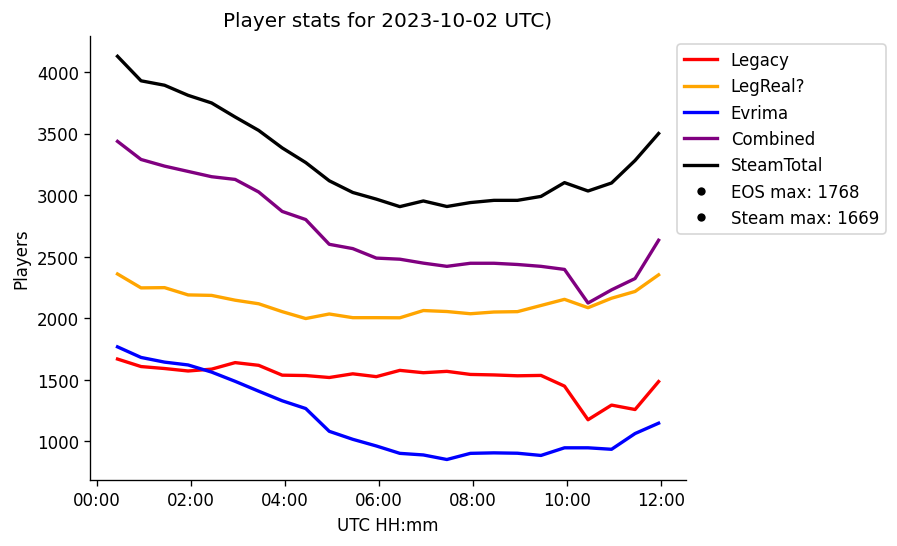 Player stats for 2023-10-02 UTC)
Legacy
LegReal?
Evrima
Combined
SteamTotal
EOS max: 1768
Steam max: 1669
Players
4000
3500
3000
2500
2000
1500
1000
00:00 02:00 04:00 06:00 08:00 10:00 12:00
UTC HH:mm